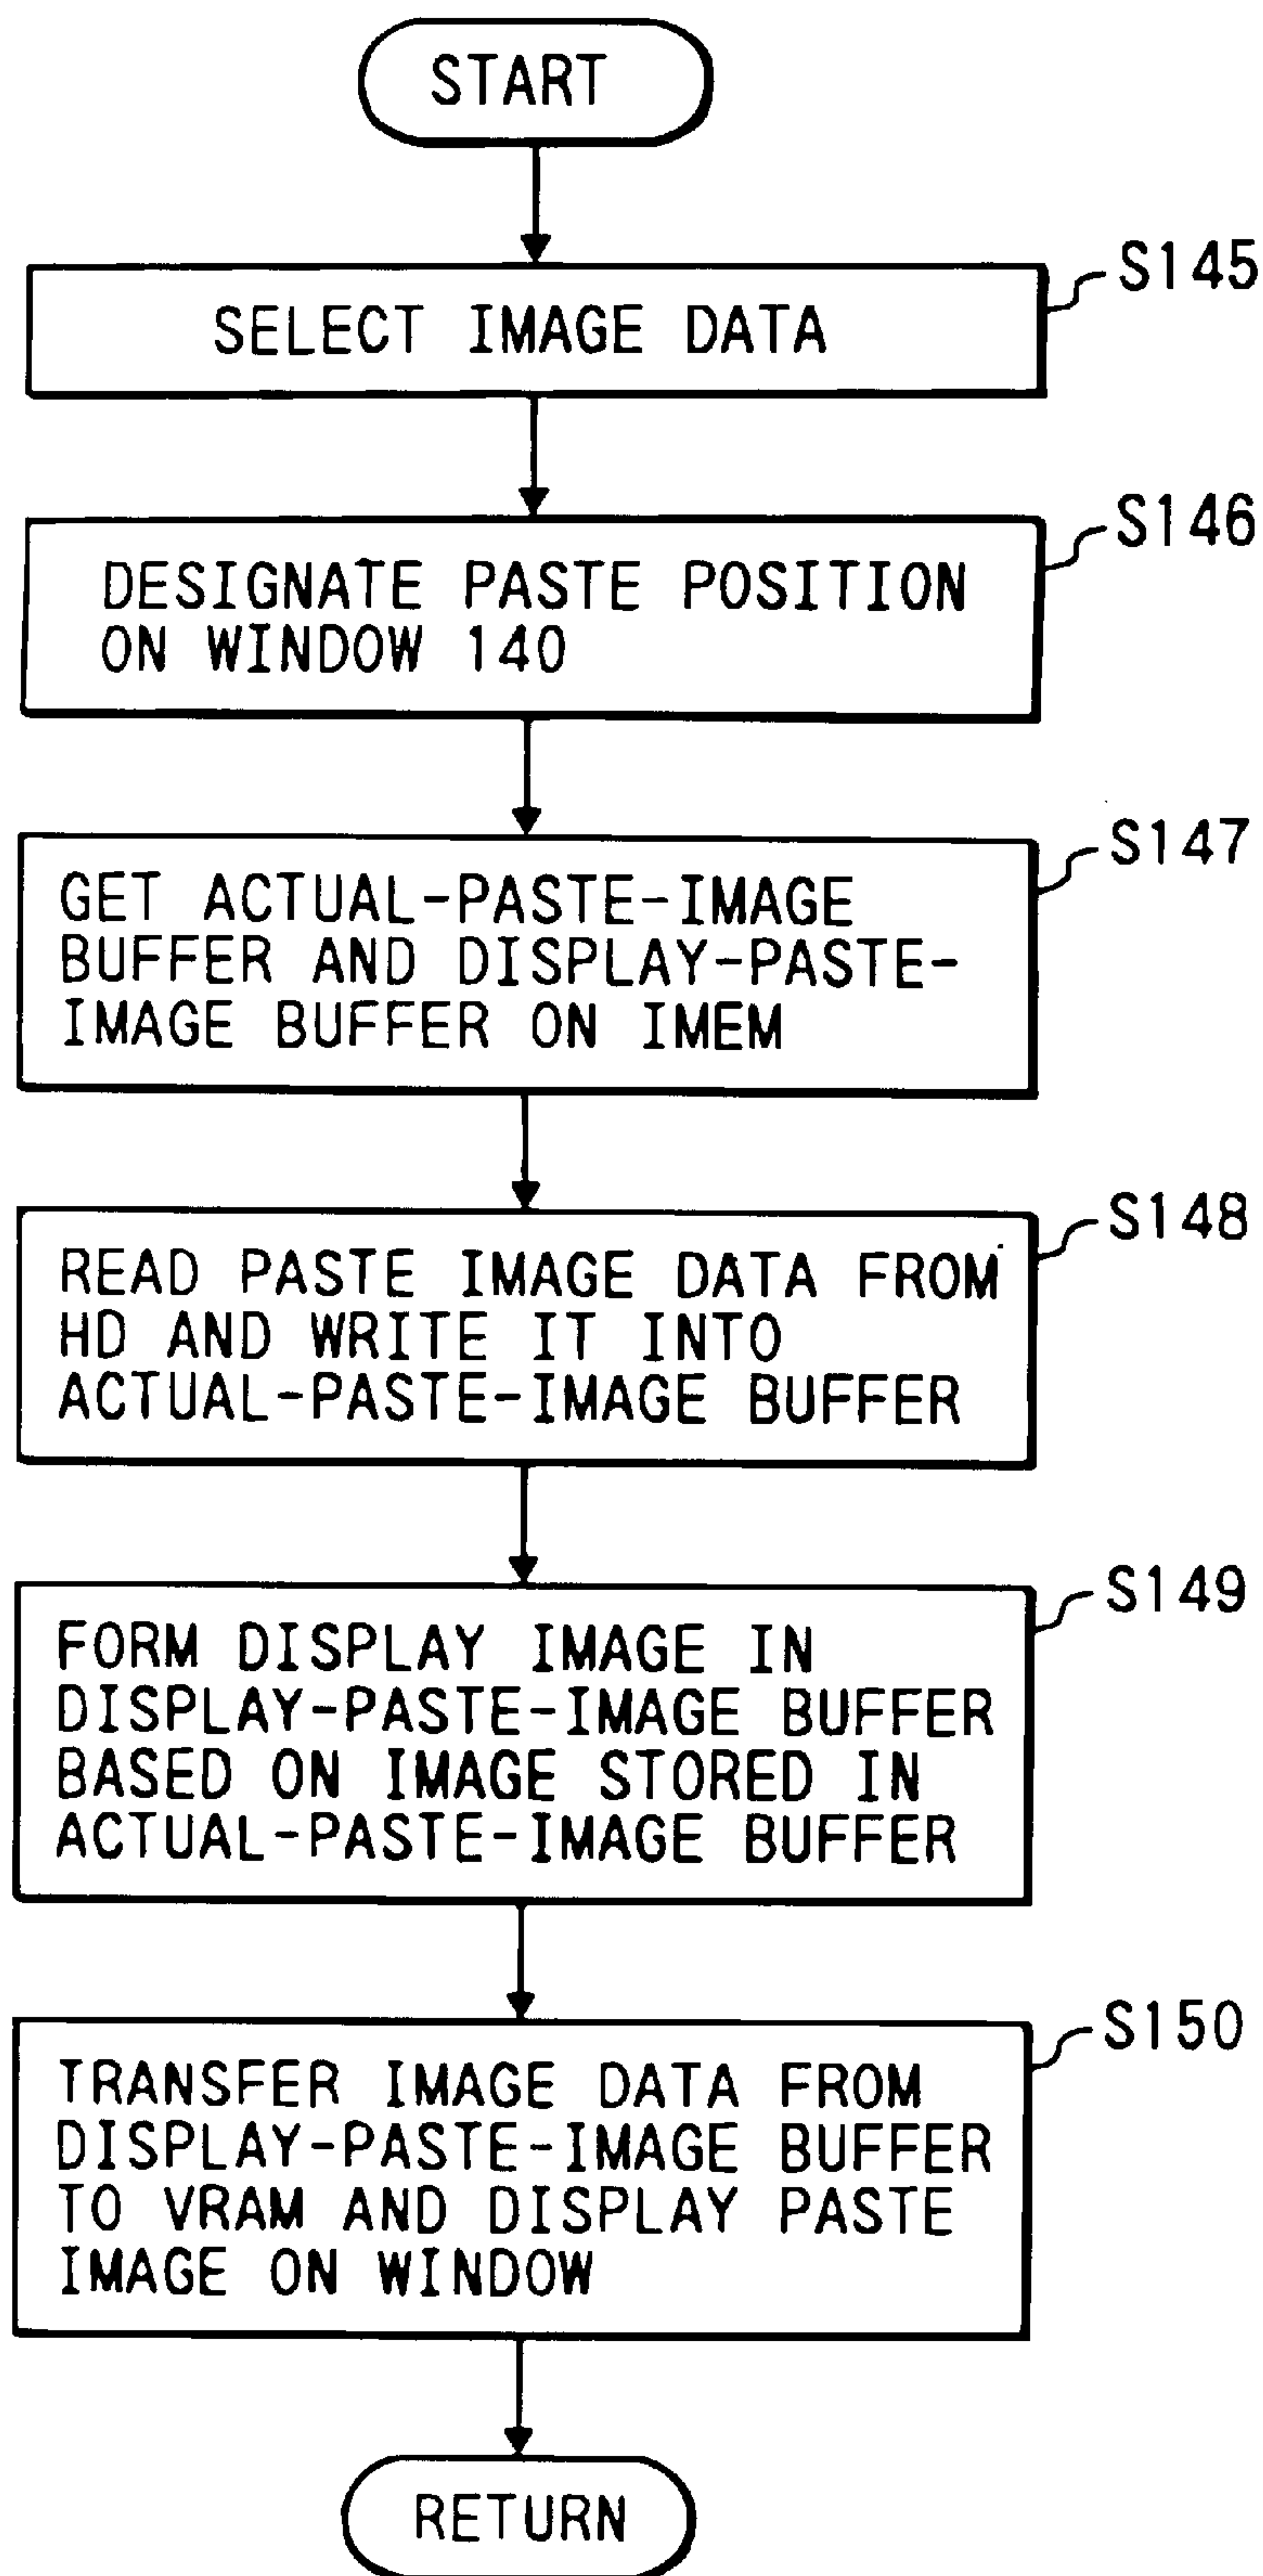 START
S145
SELECT IMAGE DATA
S146
DESIGNATE PASTE POSITION
ON WINDOW 140
S147
GET ACTUAL-PASTE-IMAGE
BUFFER AND DISPLAY-PASTE-
IMAGE BUFFER ON IMEM
S148
READ PASTE IMAGE DATA FROM
HD AND WRITE IT INTO
ACTUAL-PASTE-IMAGE BUFFER
S149
FORM DISPLAY IMAGE IN
DISPLAY-PASTE-IMAGE BUFFER
BASED ON IMAGE STORED IN
ACTUAL-PASTE-IMAGE BUFFER
S150
TRANSFER IMAGE DATA FROM
DISPLAY-PASTE-IMAGE BUFFER
TO VRAM AND DISPLAY PASTE
IMAGE ON WINDOW
RETURN